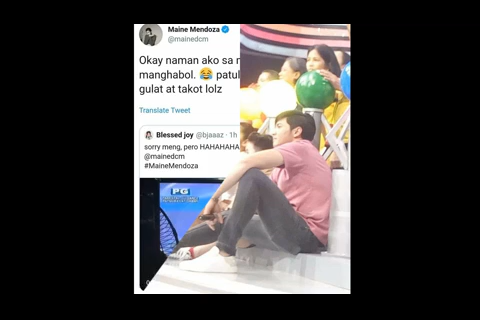 Maine Mendoza
@mainedcm
Okay naman ako sa
manghabol. 😂 patul
gulat at takot lolz
Translate Tweet
Blessed joy @bjaaaz · 1h
sorry meng, pero HAHAHAHA
@mainedcm
#MaineMendoza
PG